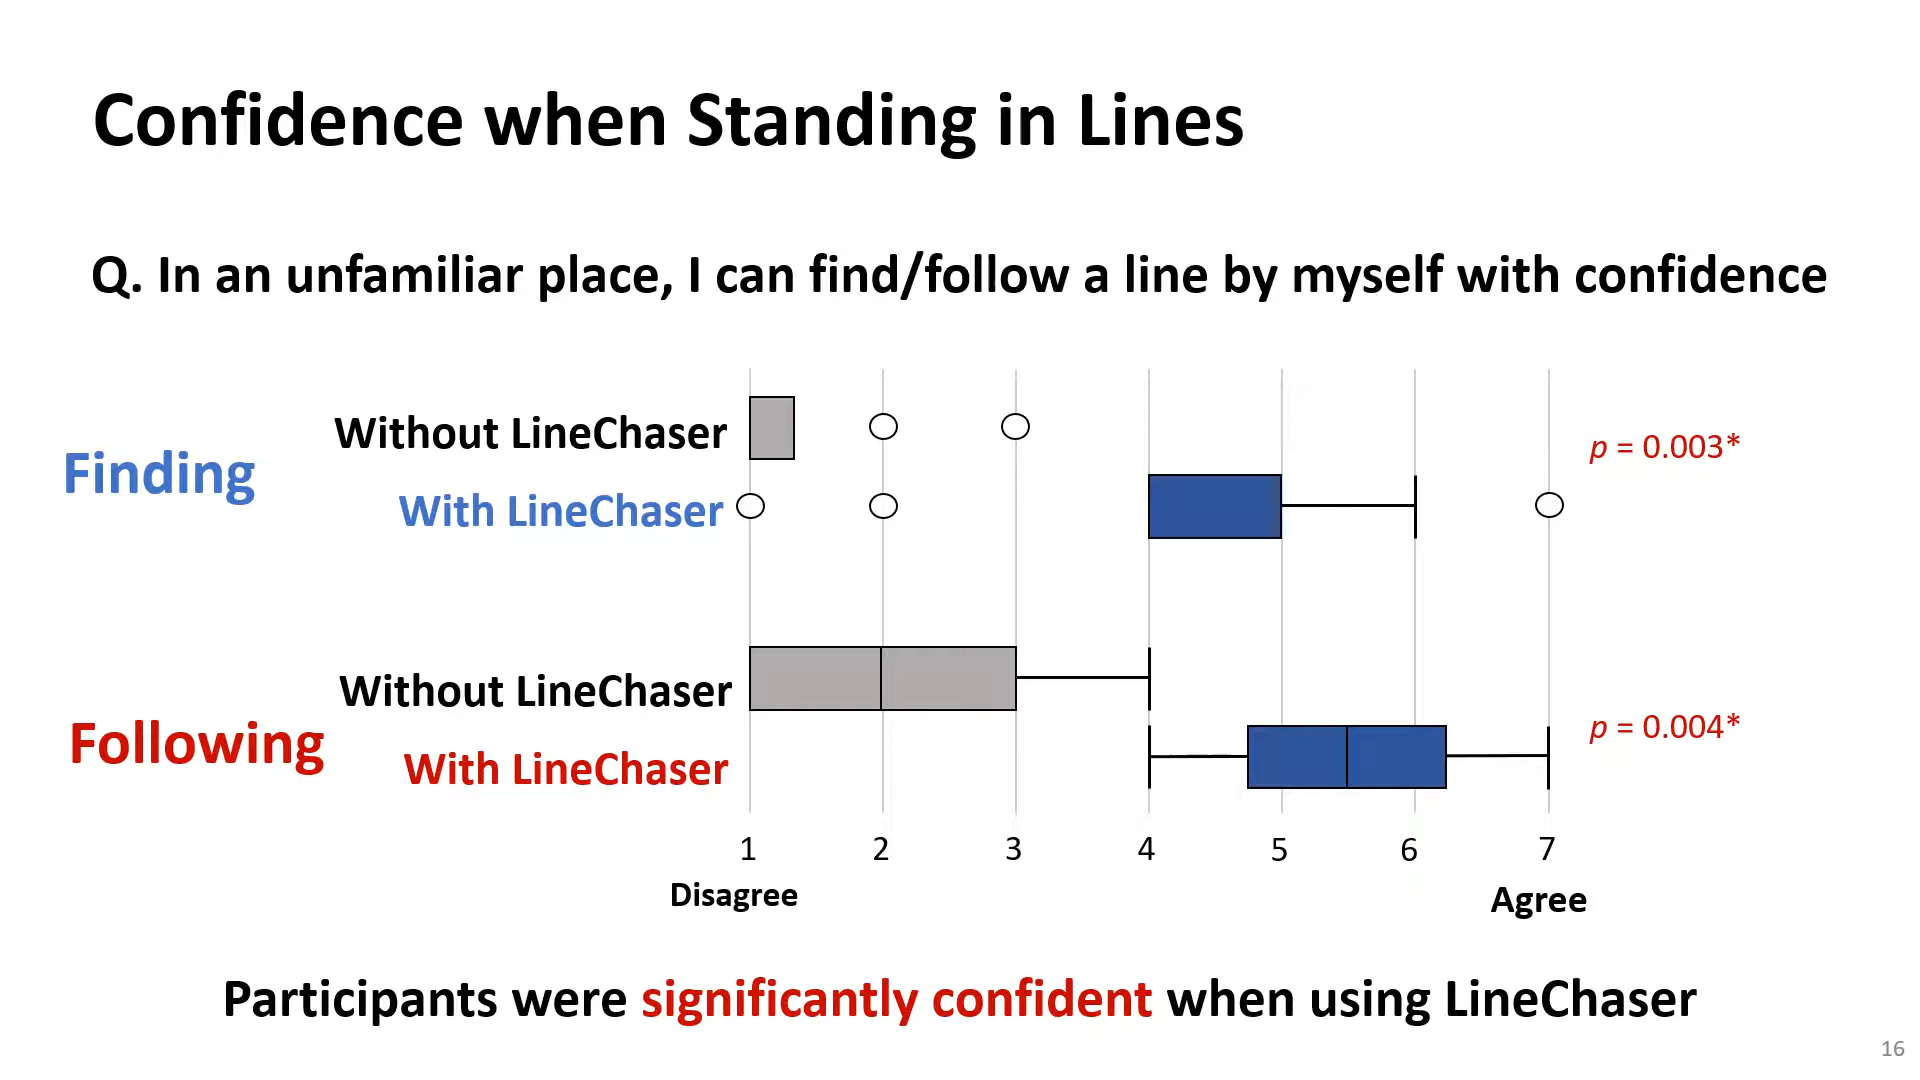 Confidence when Standing in Lines
Q. In an unfamiliar place, I can find/follow a line by myself with confidence
Finding
Without LineChaser
With LineChaser
p = 0.003*
Following
Without LineChaser
With LineChaser
p = 0.004*
1 2 3 4 5 6 7
Disagree Agree
Participants were significantly confident when using LineChaser
16